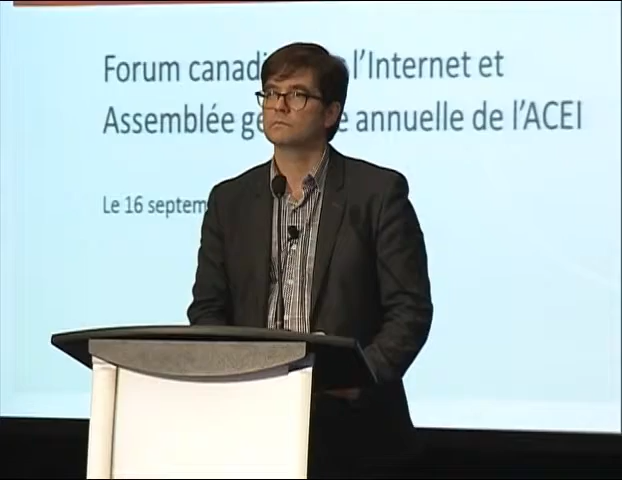 Forum canadi l'Internet et
Assemblée gé e annuelle de l'ACEI
Le 16 septem